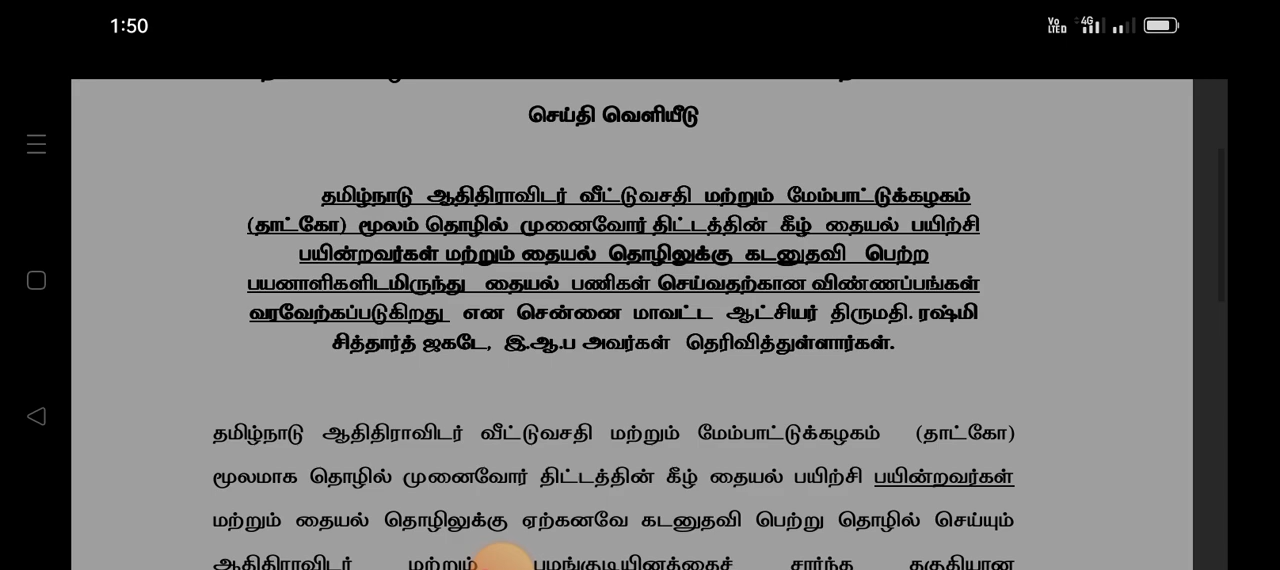 1:50
Vo LTED 4G
செய்தி வெளியீடு
தமிழ்நாடு ஆதிதிராவிடர் வீட்டுவசதி மற்றும் மேம்பாட்டுக்கழகம்
(தாட்கோ) மூலம் தொழில் முனைவோர் திட்டத்தின் கீழ் தையல் பயிற்சி
பயின்றவர்கள் மற்றும் தையல் தொழிலுக்கு கடனுதவி பெற்ற
பயனாளிகளிடமிருந்து தையல் பணிகள் செய்வதற்கான விண்ணப்பங்கள்
வரவேற்கப்படுகிறது என சென்னை மாவட்ட ஆட்சியர் திருமதி. ரஷ்மி
சித்தார்த் ஜகடே, இ.ஆ.ப அவர்கள் தெரிவித்துள்ளார்கள்.
தமிழ்நாடு ஆதிதிராவிடர் வீட்டுவசதி மற்றும் மேம்பாட்டுக்கழகம் (தாட்கோ)
மூலமாக தொழில் முனைவோர் திட்டத்தின் கீழ் தையல் பயிற்சி பயின்றவர்கள்
மற்றும் தையல் தொழிலுக்கு ஏற்கனவே கடனுதவி பெற்று தொழில் செய்யும்
ஆதிதிராவிடர் மற்றும் பழங்குடியினத்தைச் சார்ந்த தகுதியான